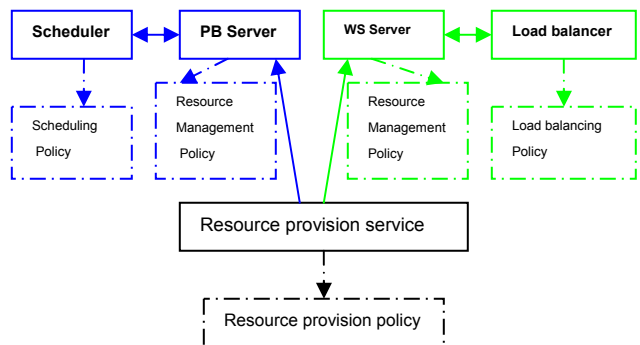 Scheduler
PB Server
WS Server
Load balancer
Scheduling
Policy
Resource
Management
Policy
Resource
Management
Policy
Load balancing
Policy
Resource provision service
Resource provision policy